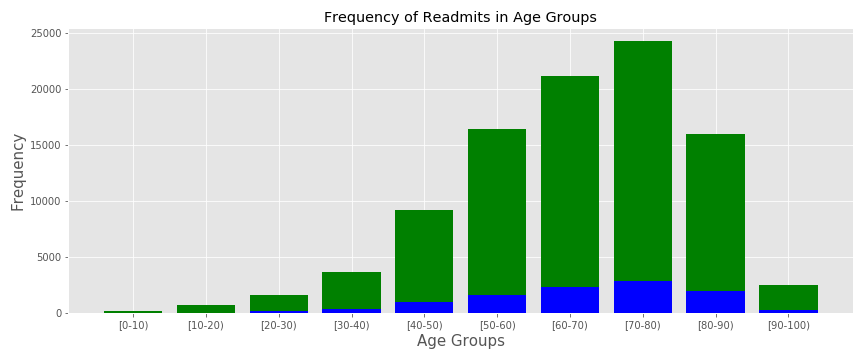 Frequency of Readmits in Age Groups
25000
20000
15000
10000
5000
0
Frequency
[0-10) [10-20) [20-30) [30-40) [40-50) [50-60) [60-70) [70-80) [80-90) [90-100)
Age Groups